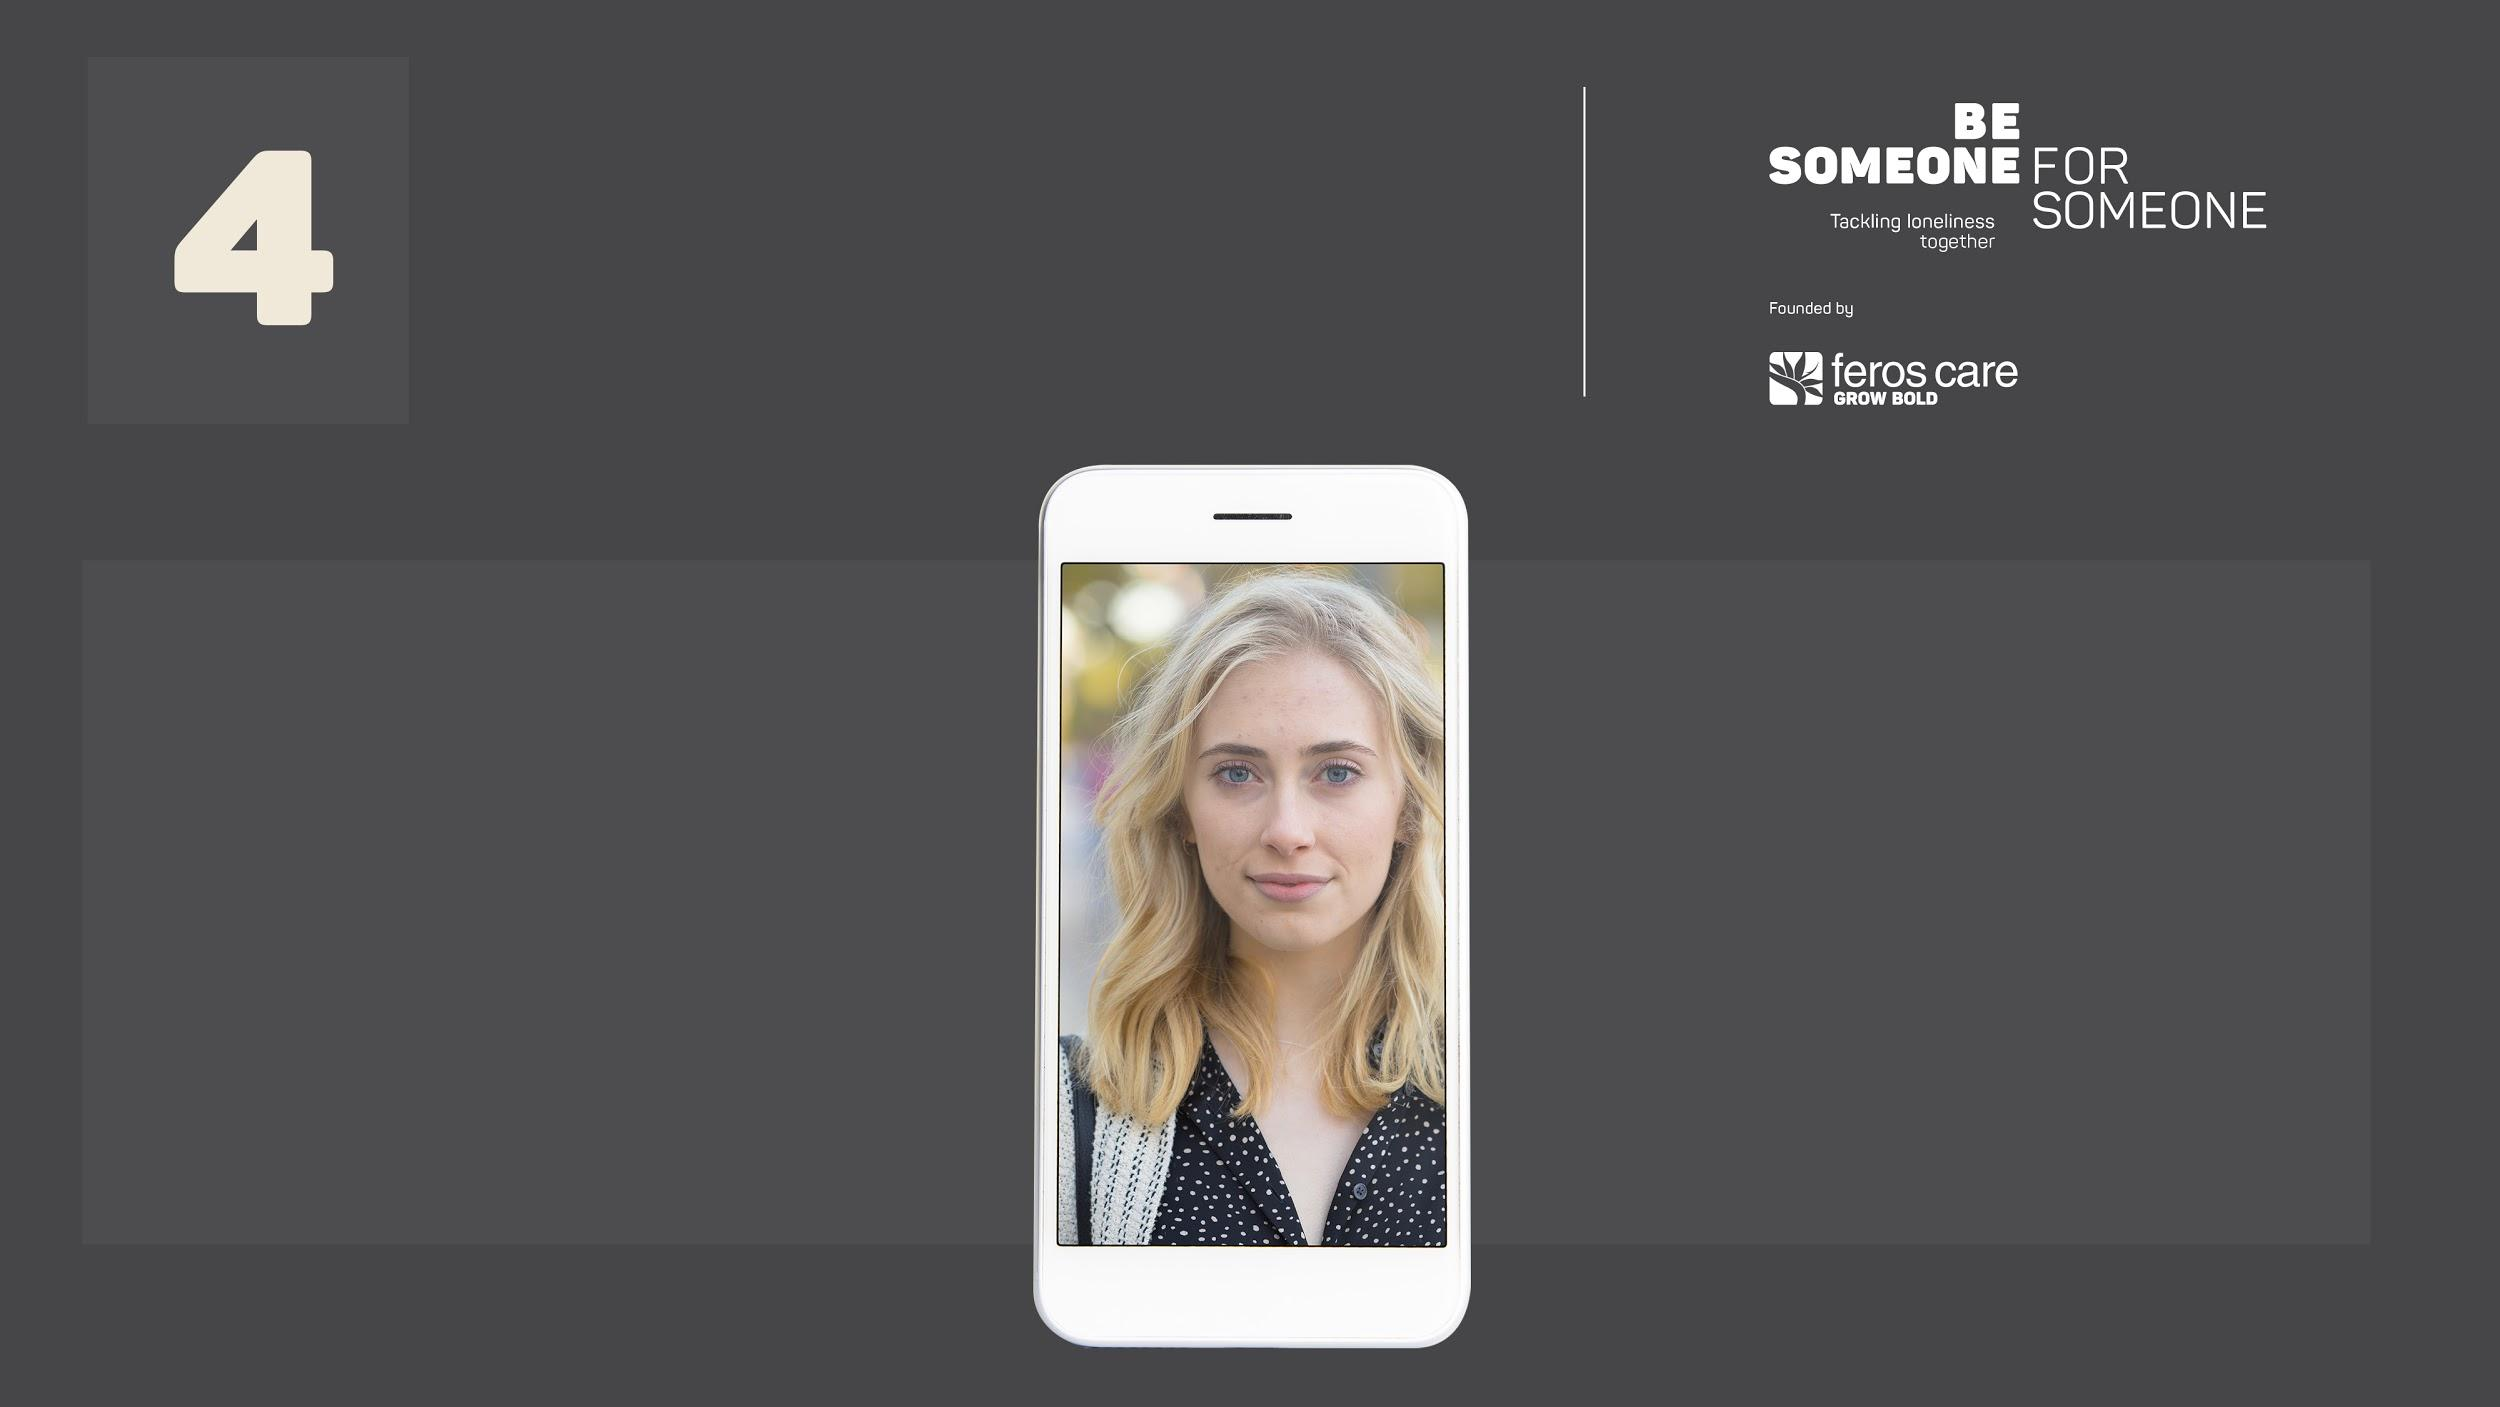 4
BE
SOMEONE FOR
SOMEONE
Tackling loneliness
together
Founded by
feros care
GROW BOLD